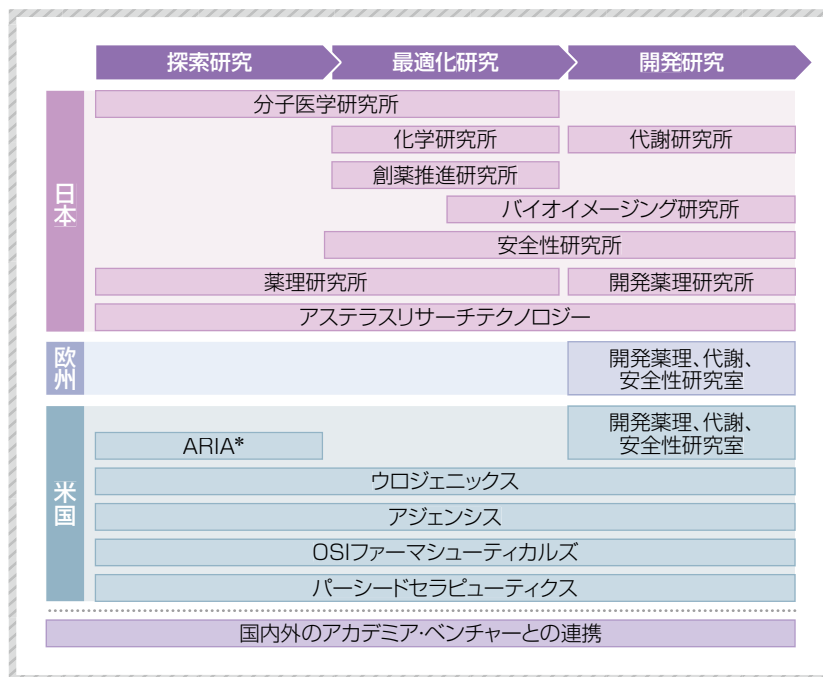 探索研究
最適化研究
開発研究
日本
分子医学研究所
化学研究所
代謝研究所
創薬推進研究所
バイオイメージング研究所
安全性研究所
薬理研究所
開発薬理研究所
アステラスリサーチテクノロジー
欧州
開発薬理、代謝、
安全性研究室
米国
開発薬理、代謝、
安全性研究室
ARIA*
ウロジェニックス
アジェンシス
OSIファーマシューティカルズ
パーシードセラピューティクス
国内外のアカデミア・ベンチャーとの連携